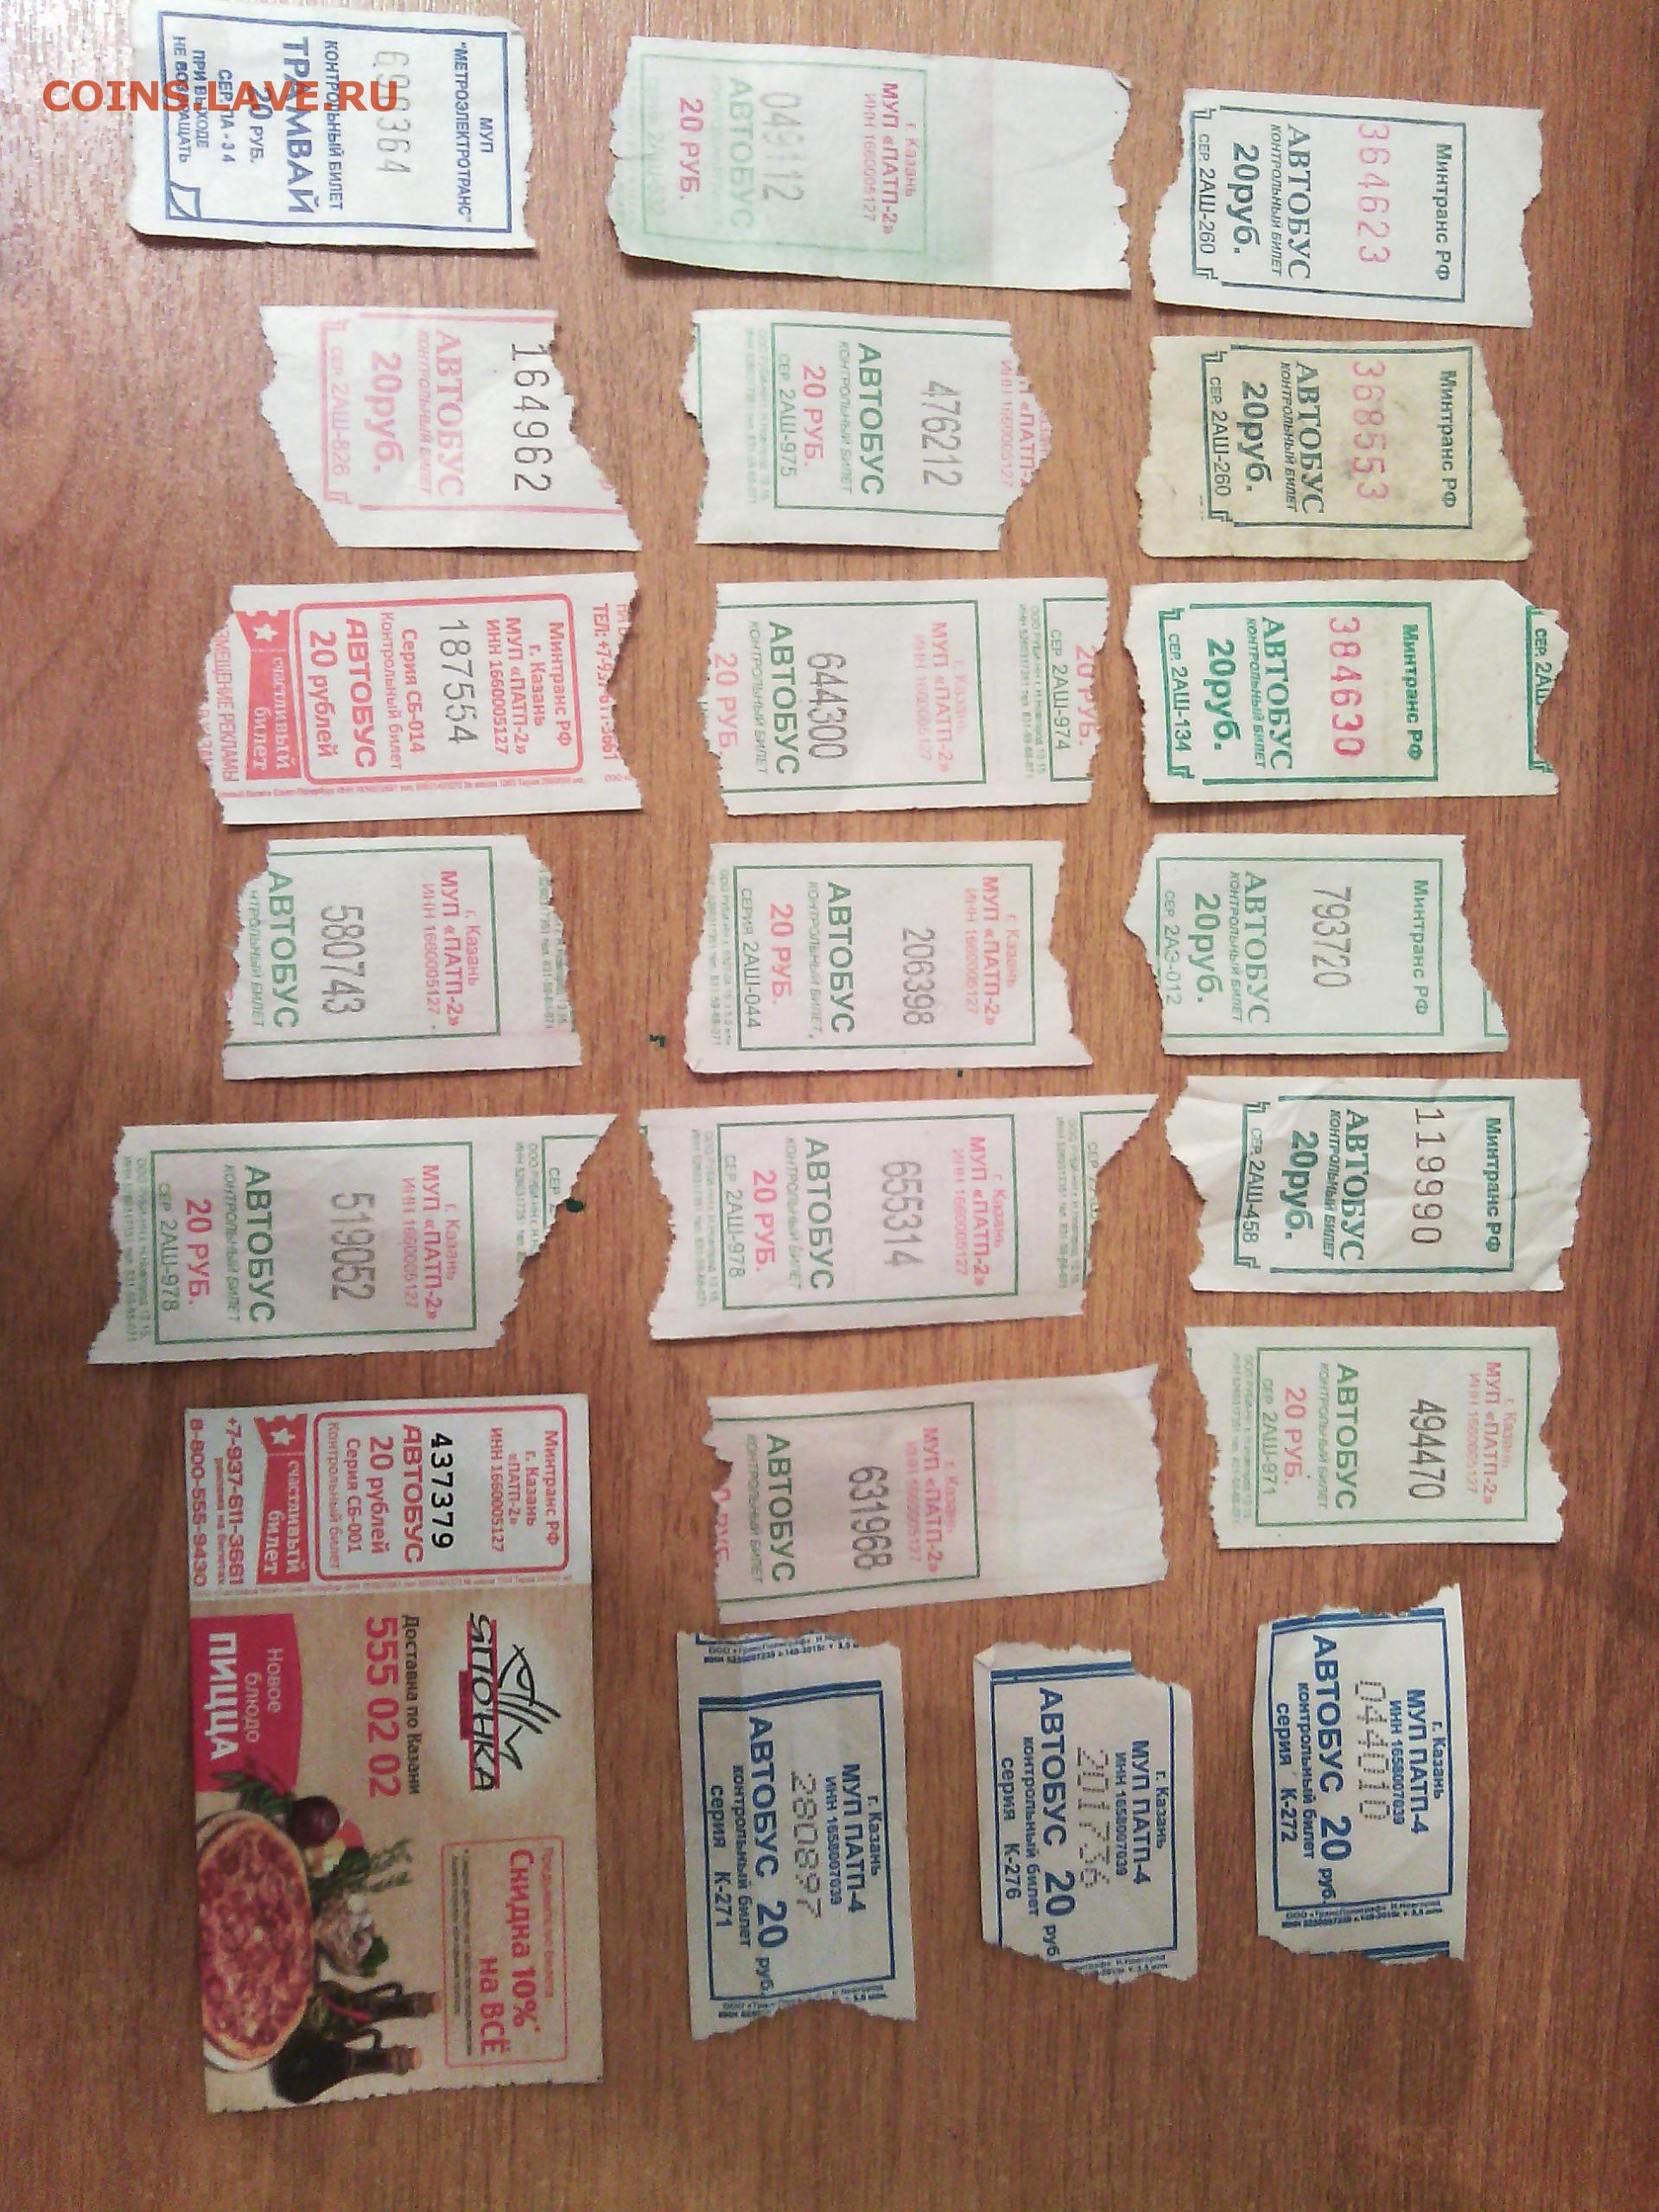 COINS.LAVE.RU
МУП
"МЕТРОЭЛЕКТРОТРАНС"
КОНТРОЛЬНЫЙ БИЛЕТ
ТРАМВАЙ
20 РУБ.
ПРИ ВЫХОДЕ
НЕ ВОЗВРАЩАТЬ
г. Казань
МУП «ПАТП-2»
ИНН 1660005127
АВТОБУС
20 РУБ.
Минтранс РФ
364623
АВТОБУС
КОНТРОЛЬНЫЙ БИЛЕТ
20руб.
СЕР. 2АШ-260
164962
АВТОБУС
КОНТРОЛЬНЫЙ БИЛЕТ
20руб.
СЕР. 2АШ-826
ИНН 1660005127
476212
АВТОБУС
КОНТРОЛЬНЫЙ БИЛЕТ
20 РУБ.
СЕР. 2АШ-975
Минтранс РФ
368553
АВТОБУС
КОНТРОЛЬНЫЙ БИЛЕТ
20руб.
СЕР. 2АШ-260
Минтранс РФ
г. Казань
МУП «ПАТП-2»
ИНН 1660005127
187554
Серия СБ-014
Контрольный билет
АВТОБУС
20 рублей
счастливый
билет
РЕКЛАМЫ
20 РУБ.
СЕР. 2АШ-974
г. Казань
МУП «ПАТП-2»
ИНН 1660005127
644300
АВТОБУС
КОНТРОЛЬНЫЙ БИЛЕТ
20 РУБ.
Минтранс РФ
384630
АВТОБУС
КОНТРОЛЬНЫЙ БИЛЕТ
20руб.
СЕР. 2АШ-134
г. Казань
МУП «ПАТП-2»
ИНН 1660005127
580743
АВТОБУС
НТРОЛЬНЫЙ БИЛЕТ
г. Казань
МУП «ПАТП-2»
ИНН 1660005127
206398
АВТОБУС
КОНТРОЛЬНЫЙ БИЛЕТ
20 РУБ.
СЕРИЯ 2АШ-044
Минтранс РФ
793720
АВТОБУС
КОНТРОЛЬНЫЙ БИЛЕТ
20руб.
СЕР. 2АЭ-012
СЕР
г. Казань
МУП «ПАТП-2»
ИНН 1660005127
519052
АВТОБУС
КОНТРОЛЬНЫЙ БИЛЕТ
20 РУБ.
СЕР. 2АШ-978
г. Казань
МУП «ПАТП-2»
ИНН 1660005127
655314
АВТОБУС
КОНТРОЛЬНЫЙ БИЛЕТ
20 РУБ.
СЕР. 2АШ-978
Минтранс РФ
119990
АВТОБУС
КОНТРОЛЬНЫЙ БИЛЕТ
20руб.
СЕР. 2АШ-458
Минтранс РФ
г. Казань
«ПАТП-2»
ИНН 1660005127
437379
АВТОБУС
20 рублей
Серия СБ-001
Контрольный билет
счастливый
билет
+7-937-611-3661
8-800-555-9430
ЯПОНКА
Доставка по Казани
555 02 02
Новое
блюдо
ПИЦЦА
Скидка 10%*
на ВСЁ
г. Казань
МУП «ПАТП-2»
ИНН 1660005127
631968
АВТОБУС
КОНТРОЛЬНЫЙ БИЛЕТ
г. Казань
МУП «ПАТП-2»
ИНН 1660005127
494470
АВТОБУС
КОНТРОЛЬНЫЙ БИЛЕТ
20 РУБ.
СЕР. 2АШ-971
г. Казань
МУП ПАТП-4
ИНН 1658007039
280897
АВТОБУС 20 руб.
контрольный билет
серия К-271
г. Казань
МУП ПАТП-4
ИНН 1658007039
201736
АВТОБУС 20 руб
контрольный билет
серия К-276
г. Казань
МУП ПАТП-4
ИНН 1658007039
044010
АВТОБУС 20 руб.
контрольный билет
серия К-272